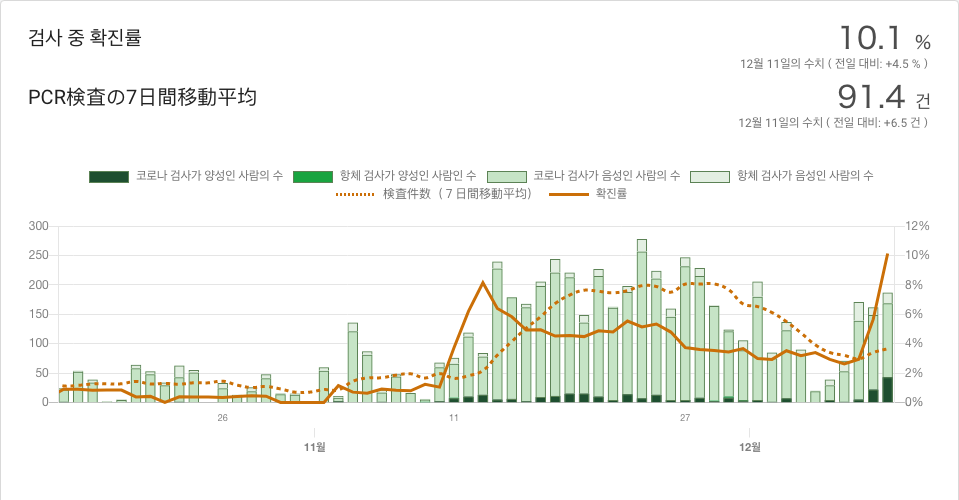 검사 중 확진률
10.1 %
12월 11일의 수치 ( 전일 대비: +4.5 % )
PCR検査の7日間移動平均
91.4 건
12월 11일의 수치 ( 전일 대비: +6.5 건 )
코로나 검사가 양성인 사람의 수 항체 검사가 양성인 사람인 수 코로나 검사가 음성인 사람의 수 항체 검사가 음성인 사람의 수
検査件数（７日間移動平均） 확진률
300 12%
250 10%
200 8%
150 6%
100 4%
50 2%
0 0%
26 11 27
11월 12월